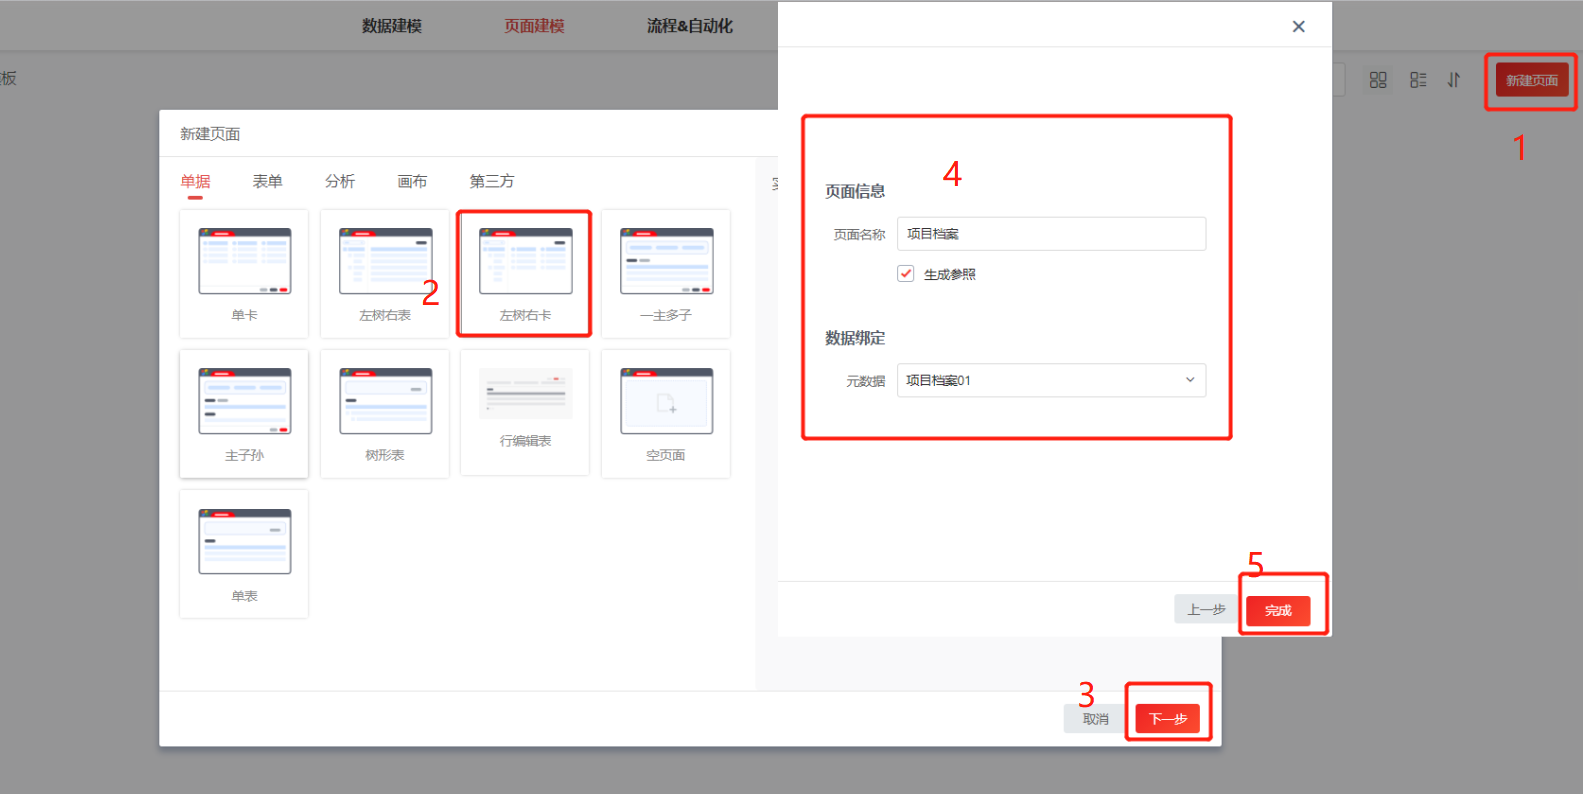 数据建模
页面建模
流程&自动化
板
新建页面
1
新建页面
单据
表单
分析
画布
第三方
单卡
左树右表
2
左树右卡
一主多子
主子孙
树形表
行编辑表
空页面
单表
3
取消
下一步
4
页面信息
页面名称
项目档案
生成参照
数据绑定
元数据
项目档案01
5
上一步
完成